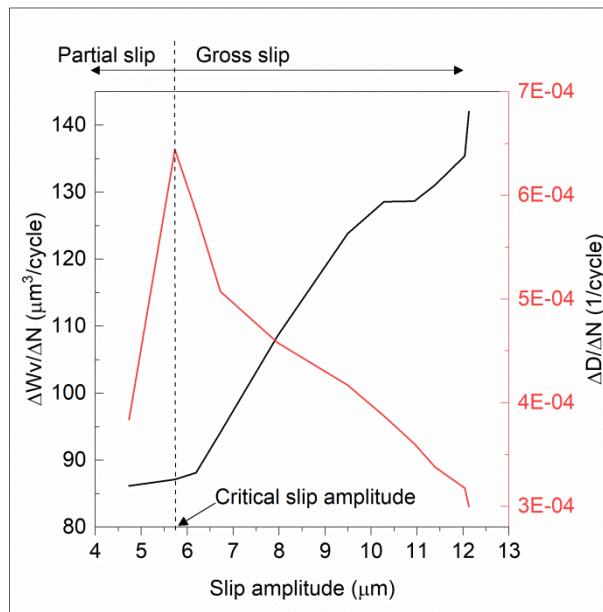 Partial slip
Gross slip
140
130
120
110
100
90
80
ΔWv/ΔN (μm³/cycle)
7E-04
6E-04
5E-04
4E-04
3E-04
ΔD/ΔN (1/cycle)
Critical slip amplitude
4 5 6 7 8 9 10 11 12 13
Slip amplitude (μm)